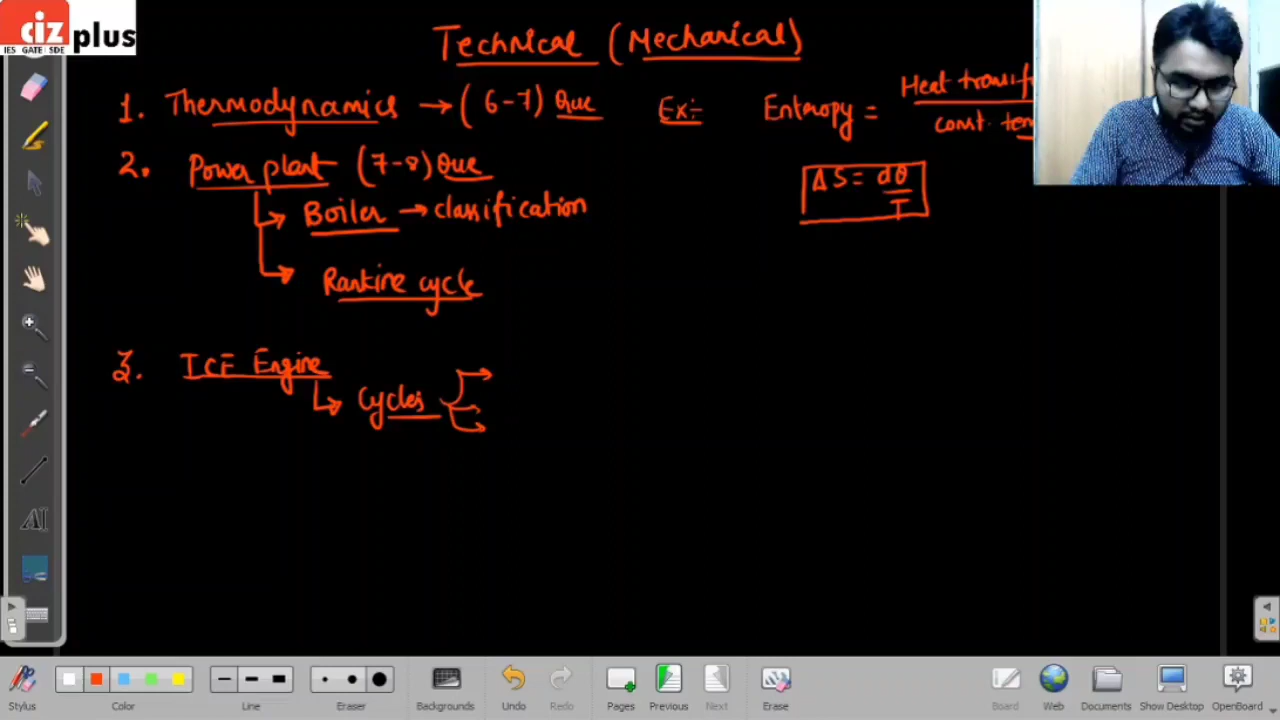 ciz plus
IES GATE SDE
Technical (Mechanical)
1. Thermodynamics → (6-7) Que Ex:- Entropy = Heat transf
const. tem
2. Power plant (7-8) Que
ΔS = dθ
T
Boiler → classification
Rankine cycle
3. ICF Engine
Cycles
Stylus
Color
Line
Eraser
Backgrounds
Undo
Redo
Pages
Previous
Next
Erase
Board
Web
Documents
Show Desktop
OpenBoard